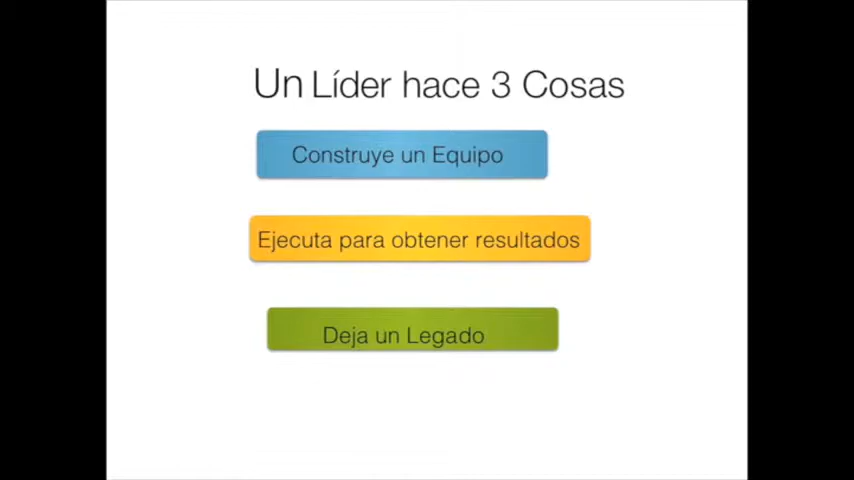 Un Líder hace 3 Cosas
Construye un Equipo
Ejecuta para obtener resultados
Deja un Legado